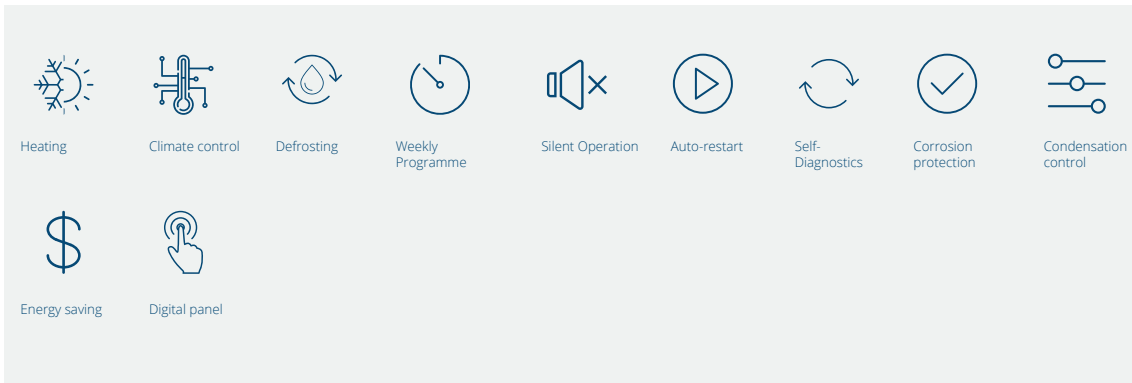 Heating
Climate control
Defrosting
Weekly
Programme
Silent Operation
Auto-restart
Self-
Diagnostics
Corrosion
protection
Condensation
control
Energy saving
Digital panel